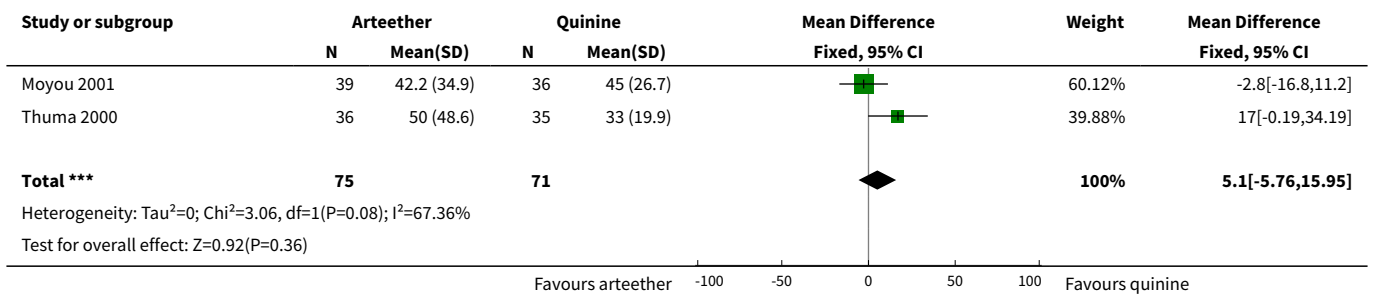 Study or subgroup Arteether Quinine Mean Difference Weight Mean Difference
N Mean(SD) N Mean(SD) Fixed, 95% CI Fixed, 95% CI
Moyou 2001 39 42.2 (34.9) 36 45 (26.7) 60.12% -2.8[-16.8,11.2]
Thuma 2000 36 50 (48.6) 35 33 (19.9) 39.88% 17[-0.19,34.19]
Total *** 75 71 100% 5.1[-5.76,15.95]
Heterogeneity: Tau²=0; Chi²=3.06, df=1(P=0.08); I²=67.36%
Test for overall effect: Z=0.92(P=0.36)
Favours arteether -100 -50 0 50 100 Favours quinine